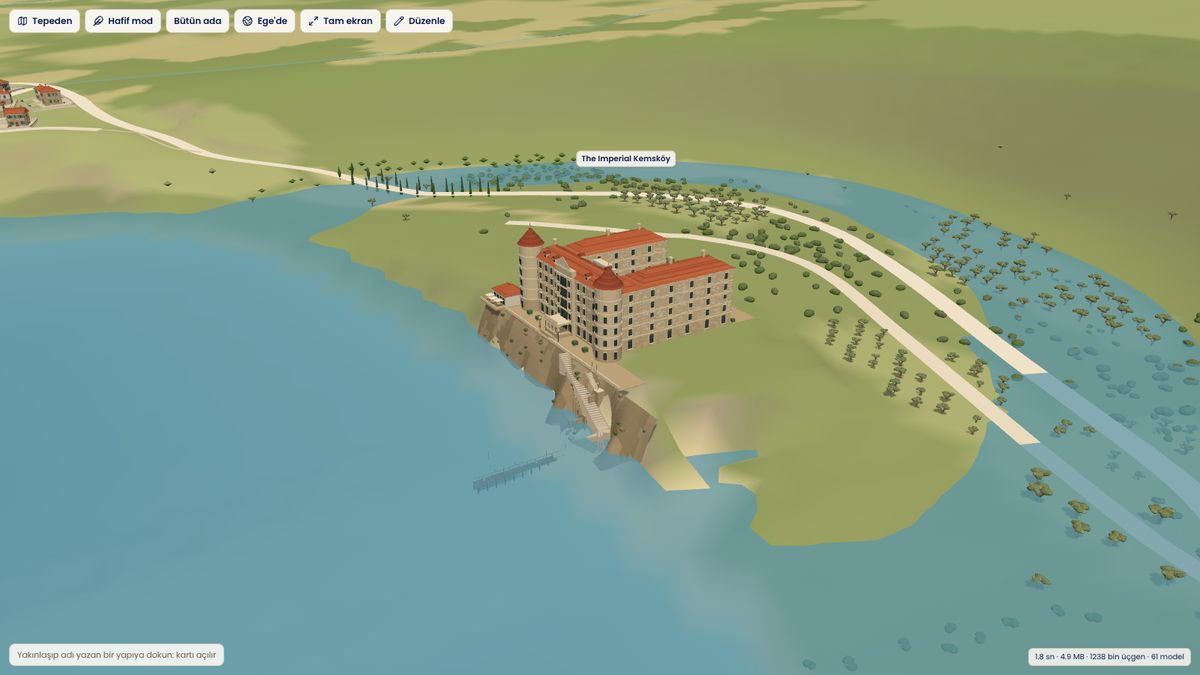 Tepeden
Hafif mod
Bütün ada
Ege'de
Tam ekran
Düzenle
The Imperial Kemsköy
Yakınlaşıp adı yazan bir yapıya dokun: kartı açılır
1.8 sn · 4.9 MB · 1238 bin üçgen · 61 model